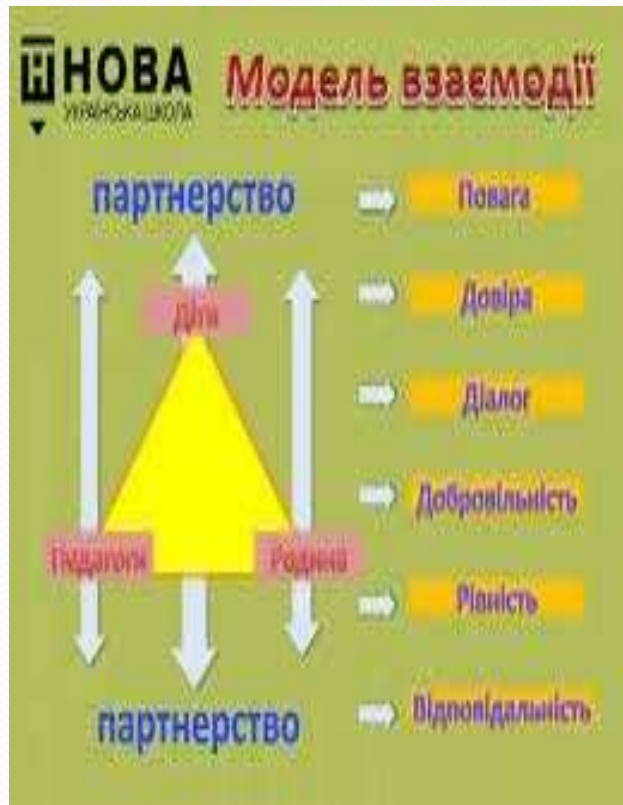 НОВА
УКРАЇНСЬКА ШКОЛА
Модель взаємодії
партнерство
Діти
Педагоги
Родина
партнерство
Повага
Довіра
Діалог
Добровільність
Рівність
Відповідальність